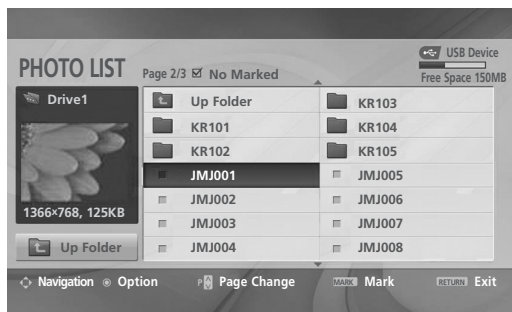 USB Device
PHOTO LIST
Page 2/3 No Marked
Free Space 150MB
Drive1
Up Folder KR103
KR101 KR104
KR102 KR105
JMJ001 JMJ005
JMJ002 JMJ006
1366×768, 125KB
JMJ003 JMJ007
Up Folder
JMJ004 JMJ008
Navigation Option P Page Change MARK Mark RETURN Exit